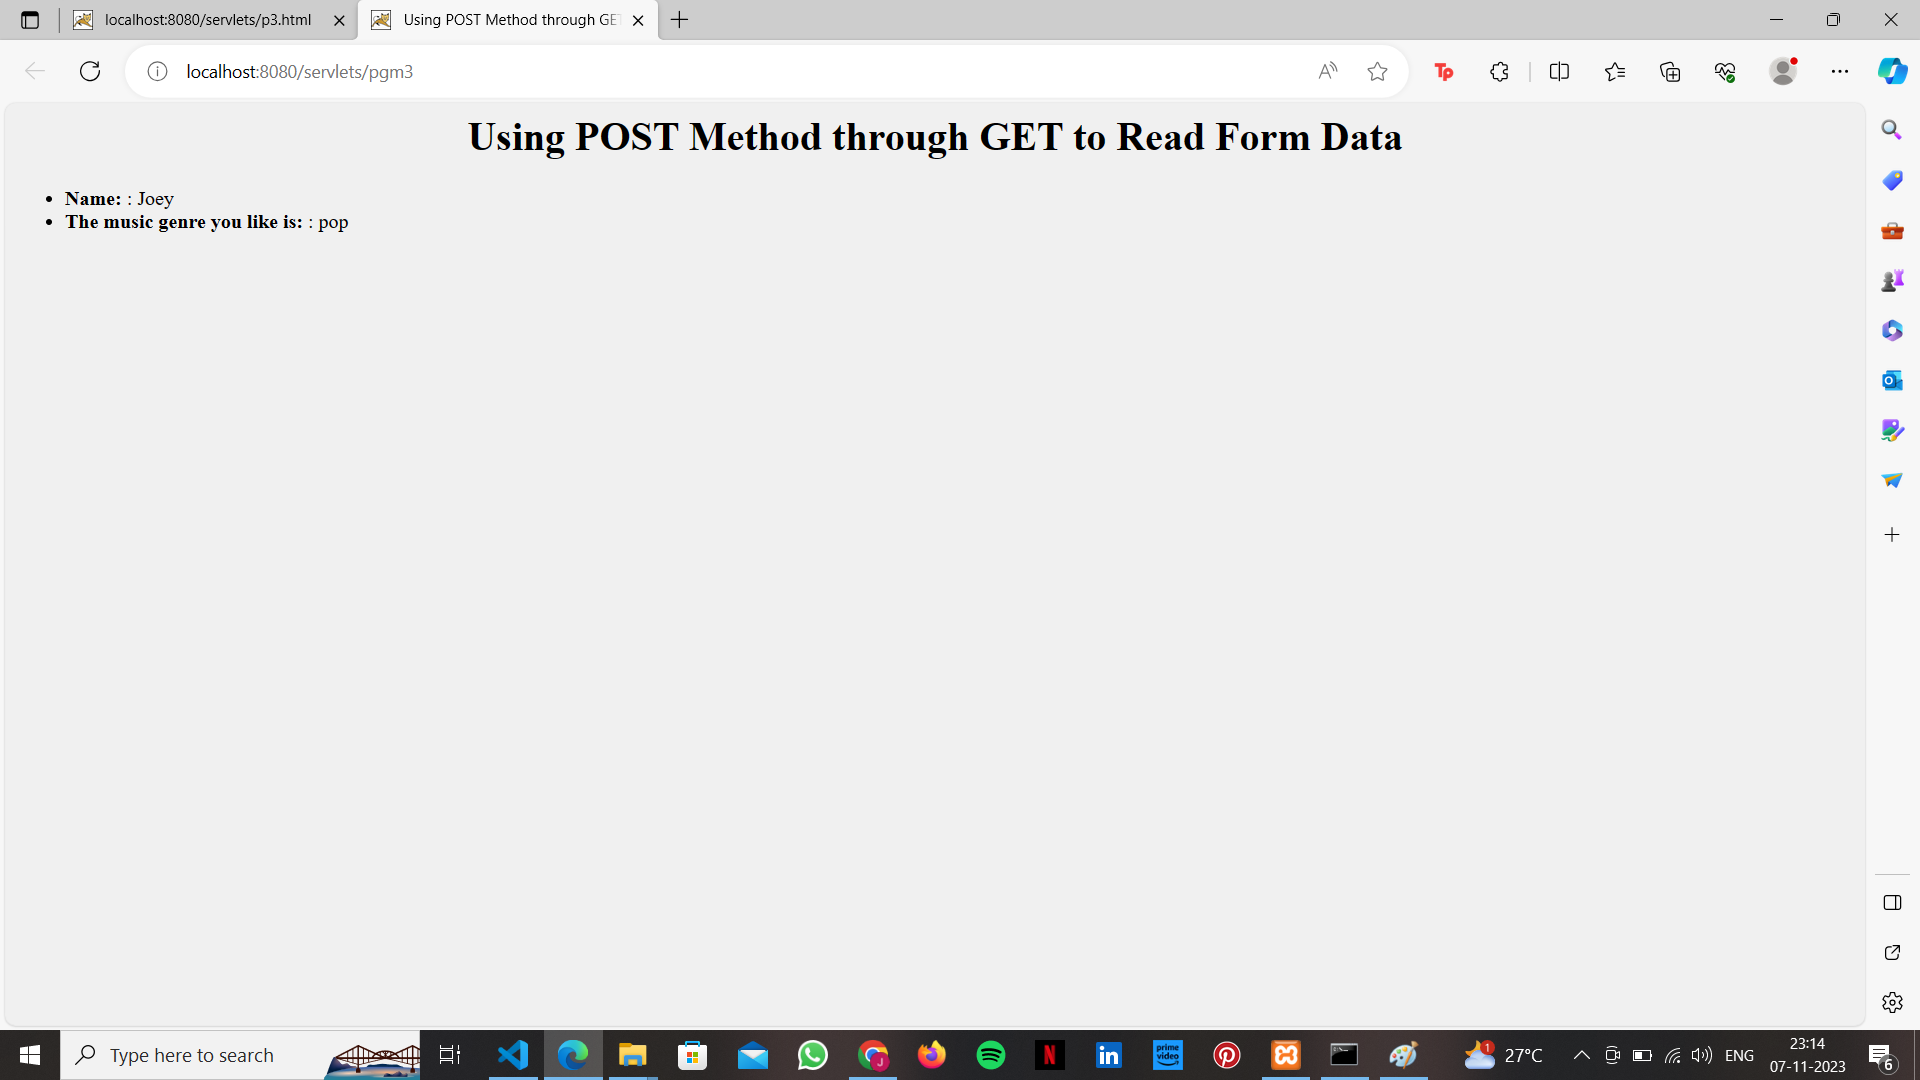 localhost:8080/servlets/p3.html
Using POST Method through GET
localhost:8080/servlets/pgm3
Using POST Method through GET to Read Form Data
Name: : Joey
The music genre you like is: : pop
Type here to search
1
27°C
ENG
23:14
07-11-2023
6